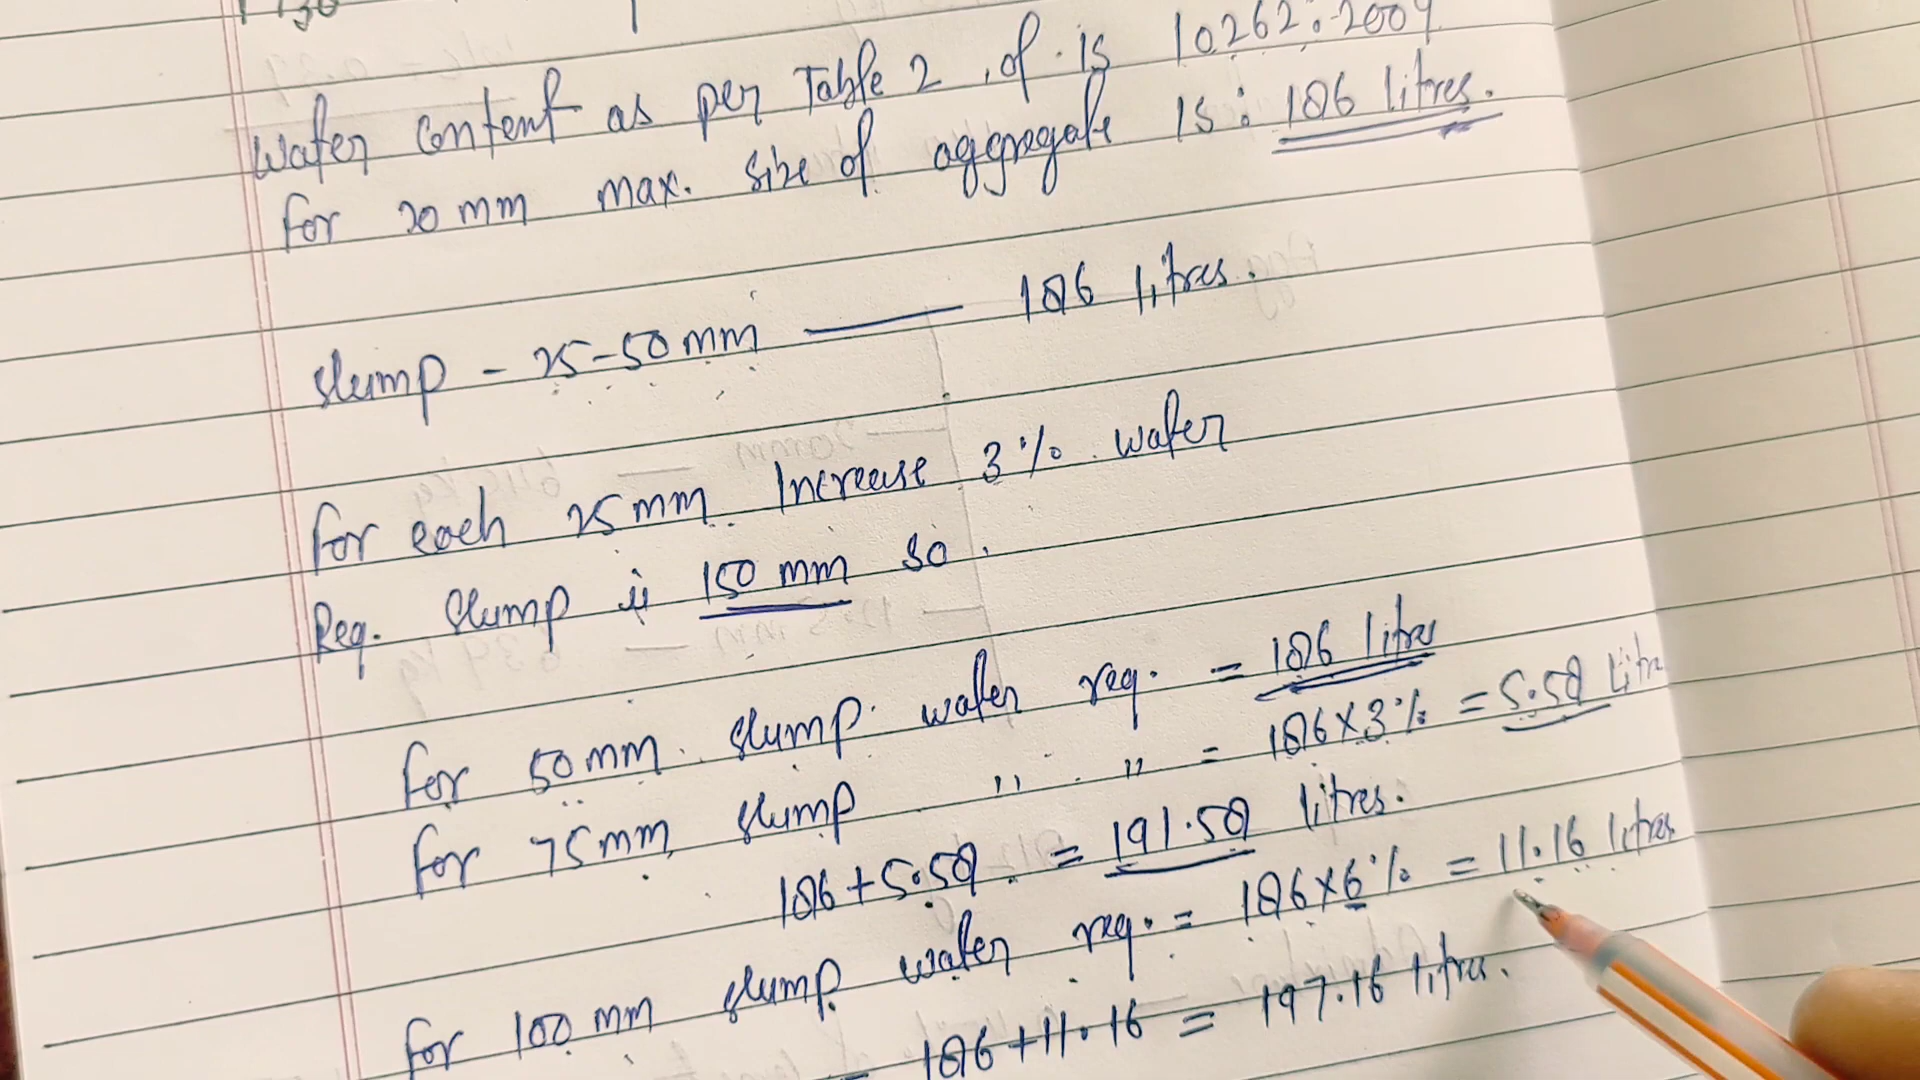 Water Content as per Table 2 of is 10262:2009
for 20 mm max. Size of aggregate is: 186 litres.
Slump - 25-50 mm —— 186 litres.
for each 25 mm Increase 3% water
Req. Slump is 150 mm so
for 50 mm slump water req. = 186 litres
for 75 mm slump " " = 186×3% = 5.58 Litre
186+5.58 = 191.58 litres.
for 100 mm slump water req. = 186×6% = 11.16 litres
186+11.16 = 197.16 litres.